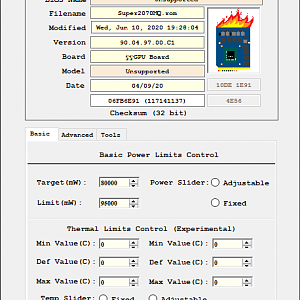 BIOS Name Unsupported
Filename Super2070MQ.rom
Modified Wed, Jun 10, 2020 19:28:04
Version 90.04.97.00.C1
Board GPU Board
Model Unsupported
Date 04/09/20 10DE 1E91
06FB6E91 (117141137) 4E56
Checksum (32 bit)
Basic Advanced Tools
Basic Power Limits Control
Target(mW): 80000 Power Slider: Adjustable
Limit(mW): 95000 Fixed
Thermal Limits Control (Experimental)
Min Value(C): 0 Min Value(C): 0
Def Value(C): 0 Def Value(C): 0
Max Value(C): 0 Max Value(C): 0
Temp Slider: Fixed Adjustable